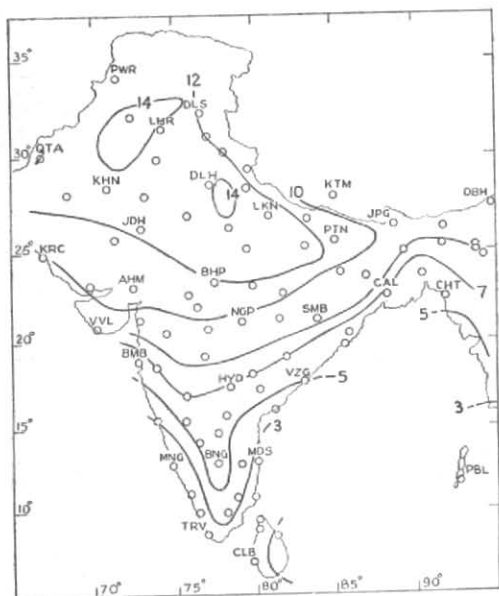 35°
PWR
12
14
DLS
LHR
30°
QTA
KHN
DLH
14
10
KTM
LKN
DBH
JPG
JDH
PTN
25°
KRC
BHP
AHM
CAL
7
NGP
SMB
CHT
5
20°
VVL
BMB
HYD
VZG
5
3
3
15°
BNG
MDS
MNG
PBL
10°
TRV
1
CLB
70°
75°
80°
85°
90°